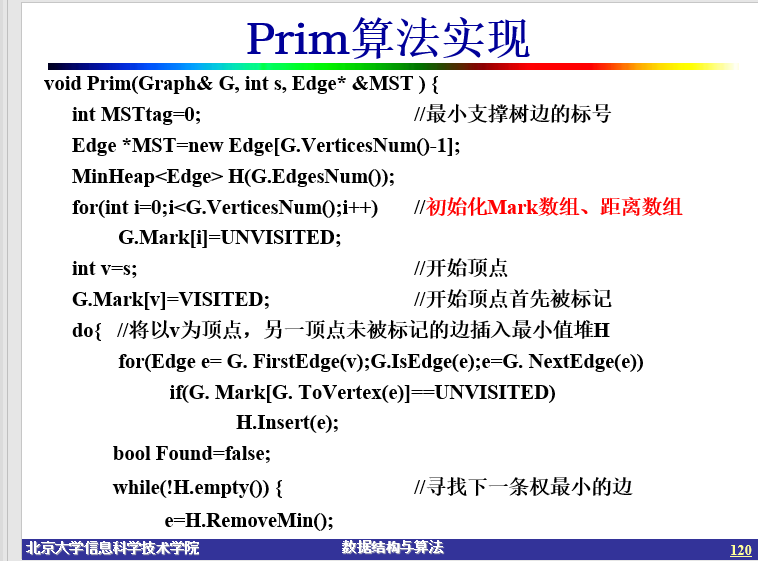 Prim算法实现
void Prim(Graph& G, int s, Edge* &MST ) {
int MSTtag=0; //最小支撑树边的标号
Edge *MST=new Edge[G.VerticesNum()-1];
MinHeap<Edge> H(G.EdgesNum());
for(int i=0;i<G.VerticesNum();i++) //初始化Mark数组、距离数组
G.Mark[i]=UNVISITED;
int v=s; //开始顶点
G.Mark[v]=VISITED; //开始顶点首先被标记
do{ //将以v为顶点，另一顶点未被标记的边插入最小值堆H
for(Edge e= G. FirstEdge(v);G.IsEdge(e);e=G. NextEdge(e))
if(G. Mark[G. ToVertex(e)]==UNVISITED)
H.Insert(e);
bool Found=false;
while(!H.empty()) { //寻找下一条权最小的边
e=H.RemoveMin();
北京大学信息科学技术学院 数据结构与算法 120